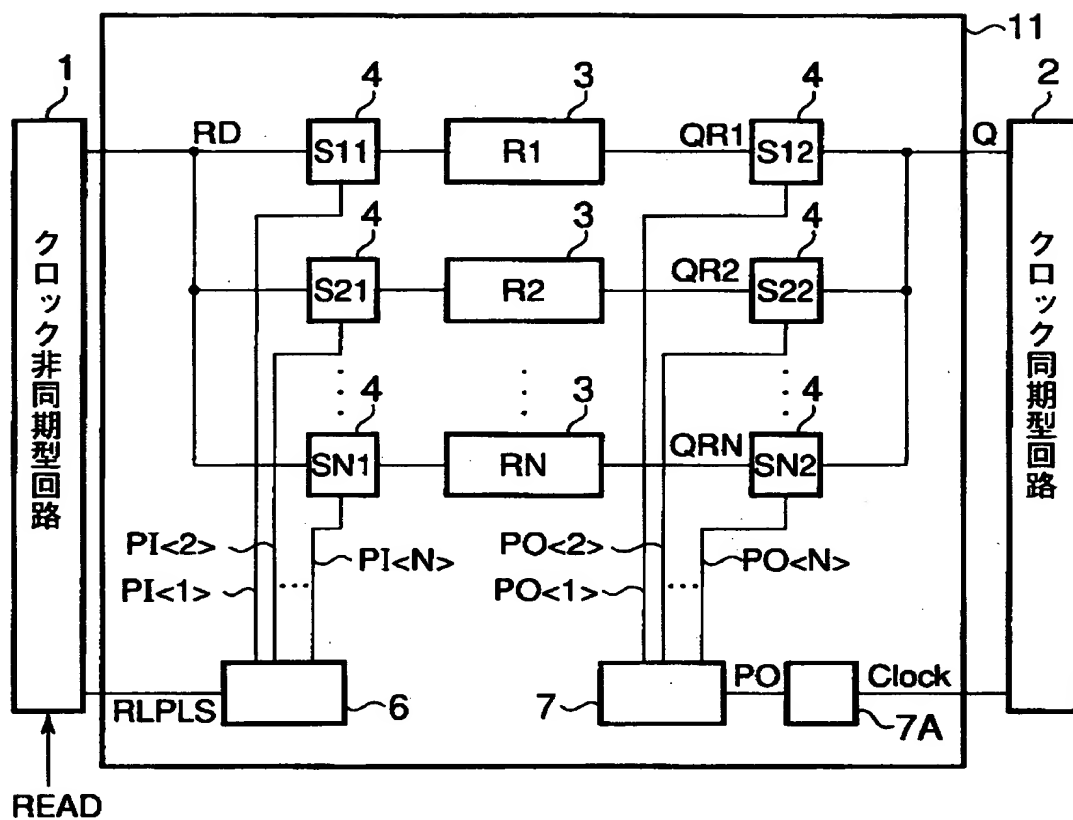 11
1
4
3
4
2
RD
S11
R1
QR1
S12
Q
4
3
4
S21
R2
QR2
S22
4
3
4
SN1
RN
QRN
SN2
クロック非同期型回路
クロック同期型回路
PI<2>
PI<N>
PO<2>
PO<N>
PI<1>
PO<1>
RLPLS
6
7
PO
7A
Clock
READ